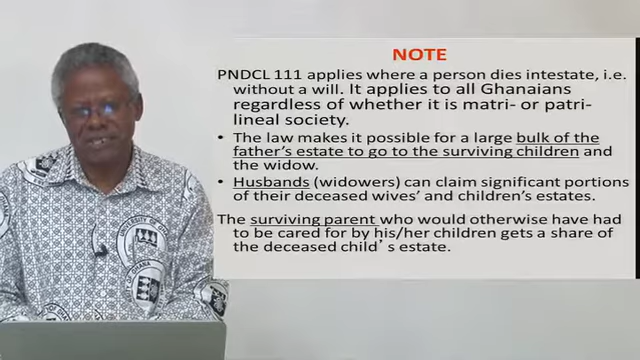 NOTE
PNDCL 111 applies where a person dies intestate, i.e.
without a will. It applies to all Ghanaians
regardless of whether it is matri- or patri-
lineal society.
• The law makes it possible for a large bulk of the
father's estate to go to the surviving children and
the widow.
• Husbands (widowers) can claim significant portions
of their deceased wives' and children's estates.
The surviving parent who would otherwise have had
to be cared for by his/her children gets a share of
the deceased child's estate.